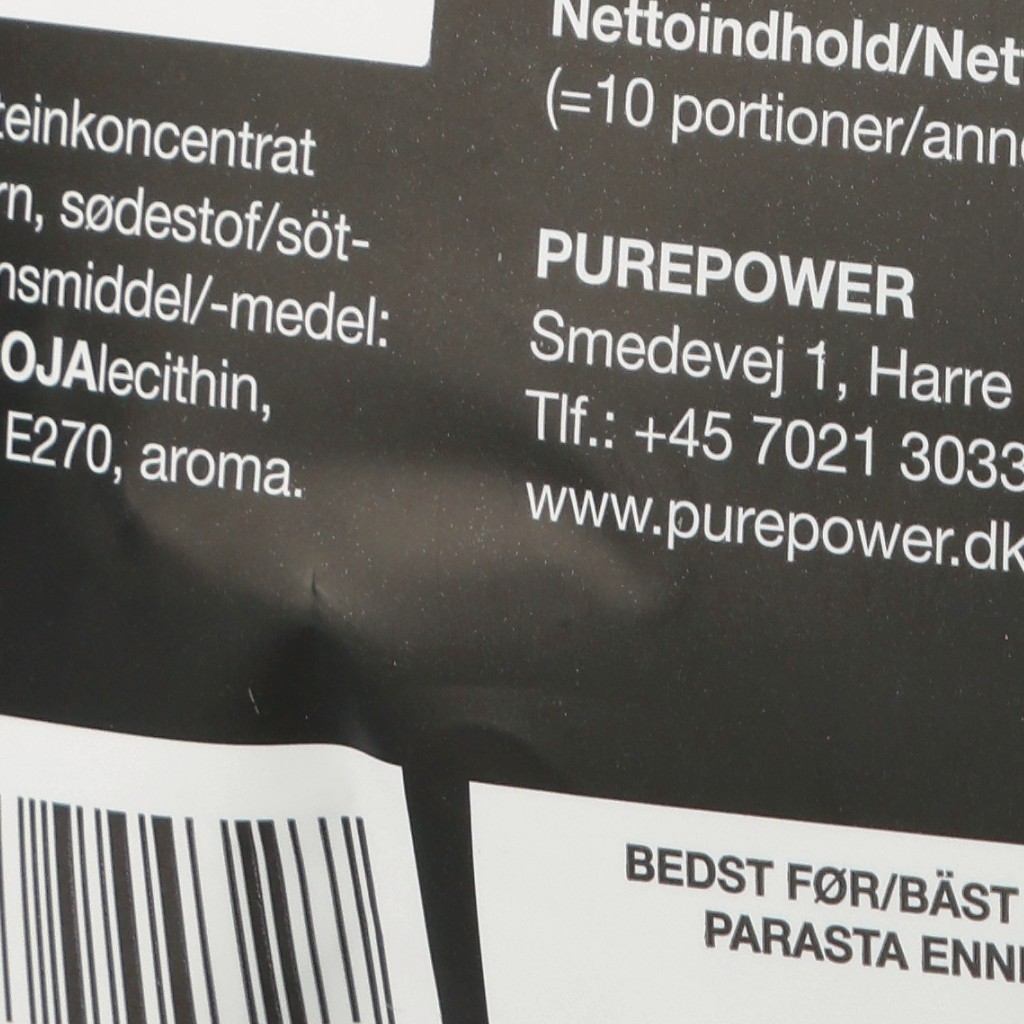 teinkoncentrat
rn, sødestof/söt-
nsmiddel/-medel:
OJAlecithin,
E270, aroma.
Nettoindhold/Net
(=10 portioner/ann
PUREPOWER
Smedevej 1, Harre
Tlf.: +45 7021 3033
www.purepower.dk
BEDST FØR/BÄST
PARASTA ENN